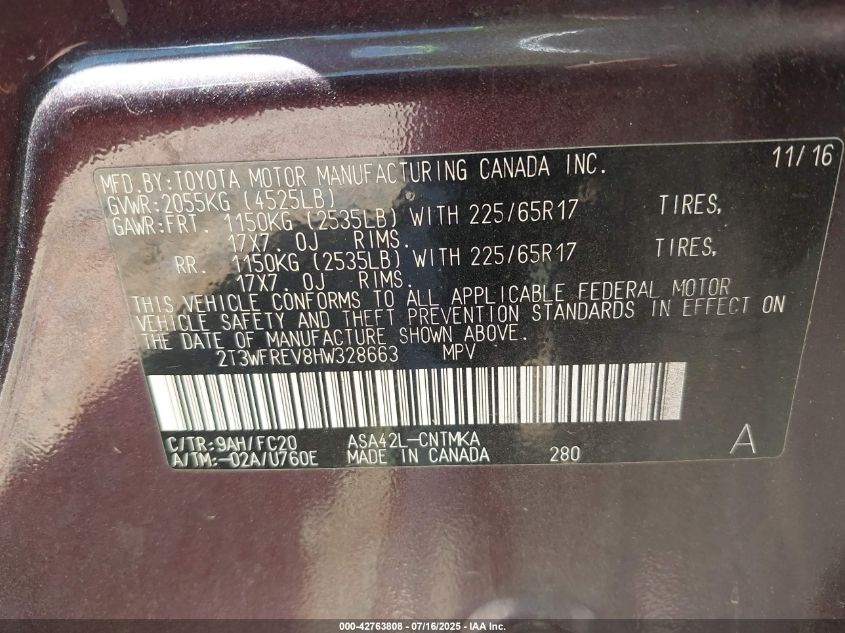 MFD.BY:TOYOTA MOTOR MANUFACTURING CANADA INC. 11/16
GVWR:2055KG (4525LB)
GAWR:FRT. 1150KG (2535LB) WITH 225/65R17 TIRES,
17X7.0J RIMS.
RR. 1150KG (2535LB) WITH 225/65R17 TIRES,
17X7.0J RIMS.
THIS VEHICLE CONFORMS TO ALL APPLICABLE FEDERAL MOTOR
VEHICLE SAFETY AND THEFT PREVENTION STANDARDS IN EFFECT ON
THE DATE OF MANUFACTURE SHOWN ABOVE.
2T3WFREV8HW328663 MPV
C/TR:9AH/FC20 ASA42L-CNTMKA A
A/TM:-02A/U760E MADE IN CANADA 280
000-42763808 - 07/16/2025 - IAA Inc.